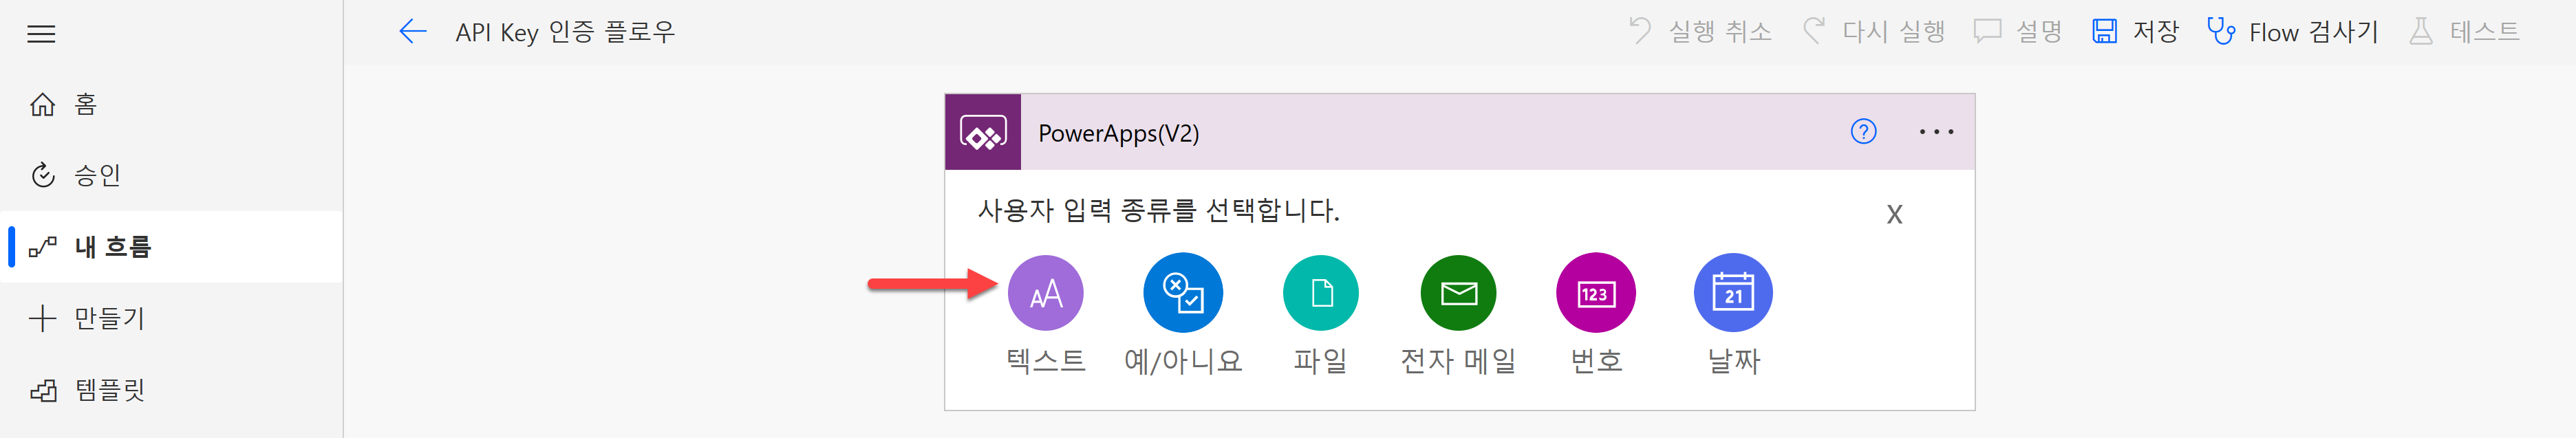 API Key 인증 플로우
실행 취소
다시 실행
설명
저장
Flow 검사기
테스트
홈
승인
내 흐름
만들기
템플릿
PowerApps(V2)
?
사용자 입력 종류를 선택합니다.
X
AA
123
21
텍스트
예/아니요
파일
전자 메일
번호
날짜